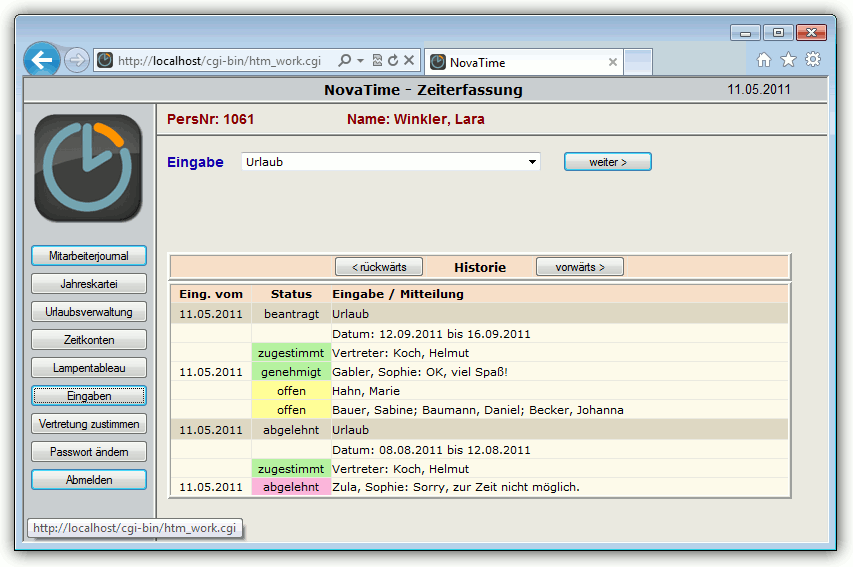 http://localhost/cgi-bin/htm_work.cgi
NovaTime
NovaTime - Zeiterfassung 11.05.2011
PersNr: 1061 Name: Winkler, Lara
Eingabe Urlaub weiter >
Mitarbeiterjournal
Jahreskartei
Urlaubsverwaltung
Zeitkonten
Lampentableau
Eingaben
Vertretung zustimmen
Passwort ändern
Abmelden
< rückwärts Historie vorwärts >
Eing. vom Status Eingabe / Mitteilung
11.05.2011 beantragt Urlaub
Datum: 12.09.2011 bis 16.09.2011
zugestimmt Vertreter: Koch, Helmut
11.05.2011 genehmigt Gabler, Sophie: OK, viel Spaß!
offen Hahn, Marie
offen Bauer, Sabine; Baumann, Daniel; Becker, Johanna
11.05.2011 abgelehnt Urlaub
Datum: 08.08.2011 bis 12.08.2011
zugestimmt Vertreter: Koch, Helmut
11.05.2011 abgelehnt Zula, Sophie: Sorry, zur Zeit nicht möglich.
http://localhost/cgi-bin/htm_work.cgi